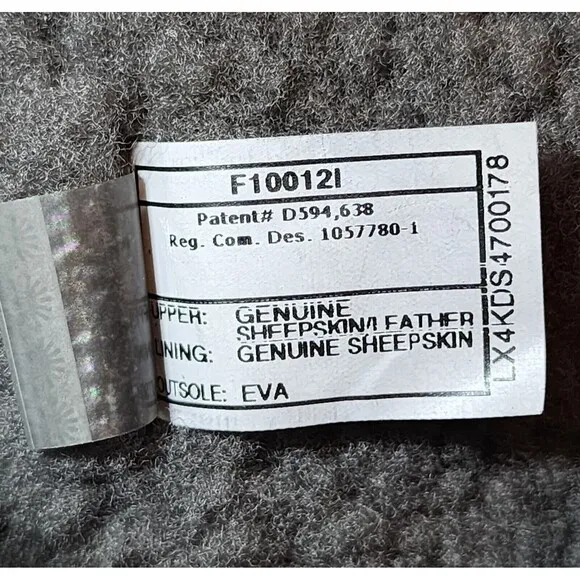 F10012I
Patent# D594,638
Reg. Com. Des. 1057780-1
UPPER: GENUINE
SHEEPSKIN/LEATHER
LINING: GENUINE SHEEPSKIN
OUTSOLE: EVA
LX4KDS4700178